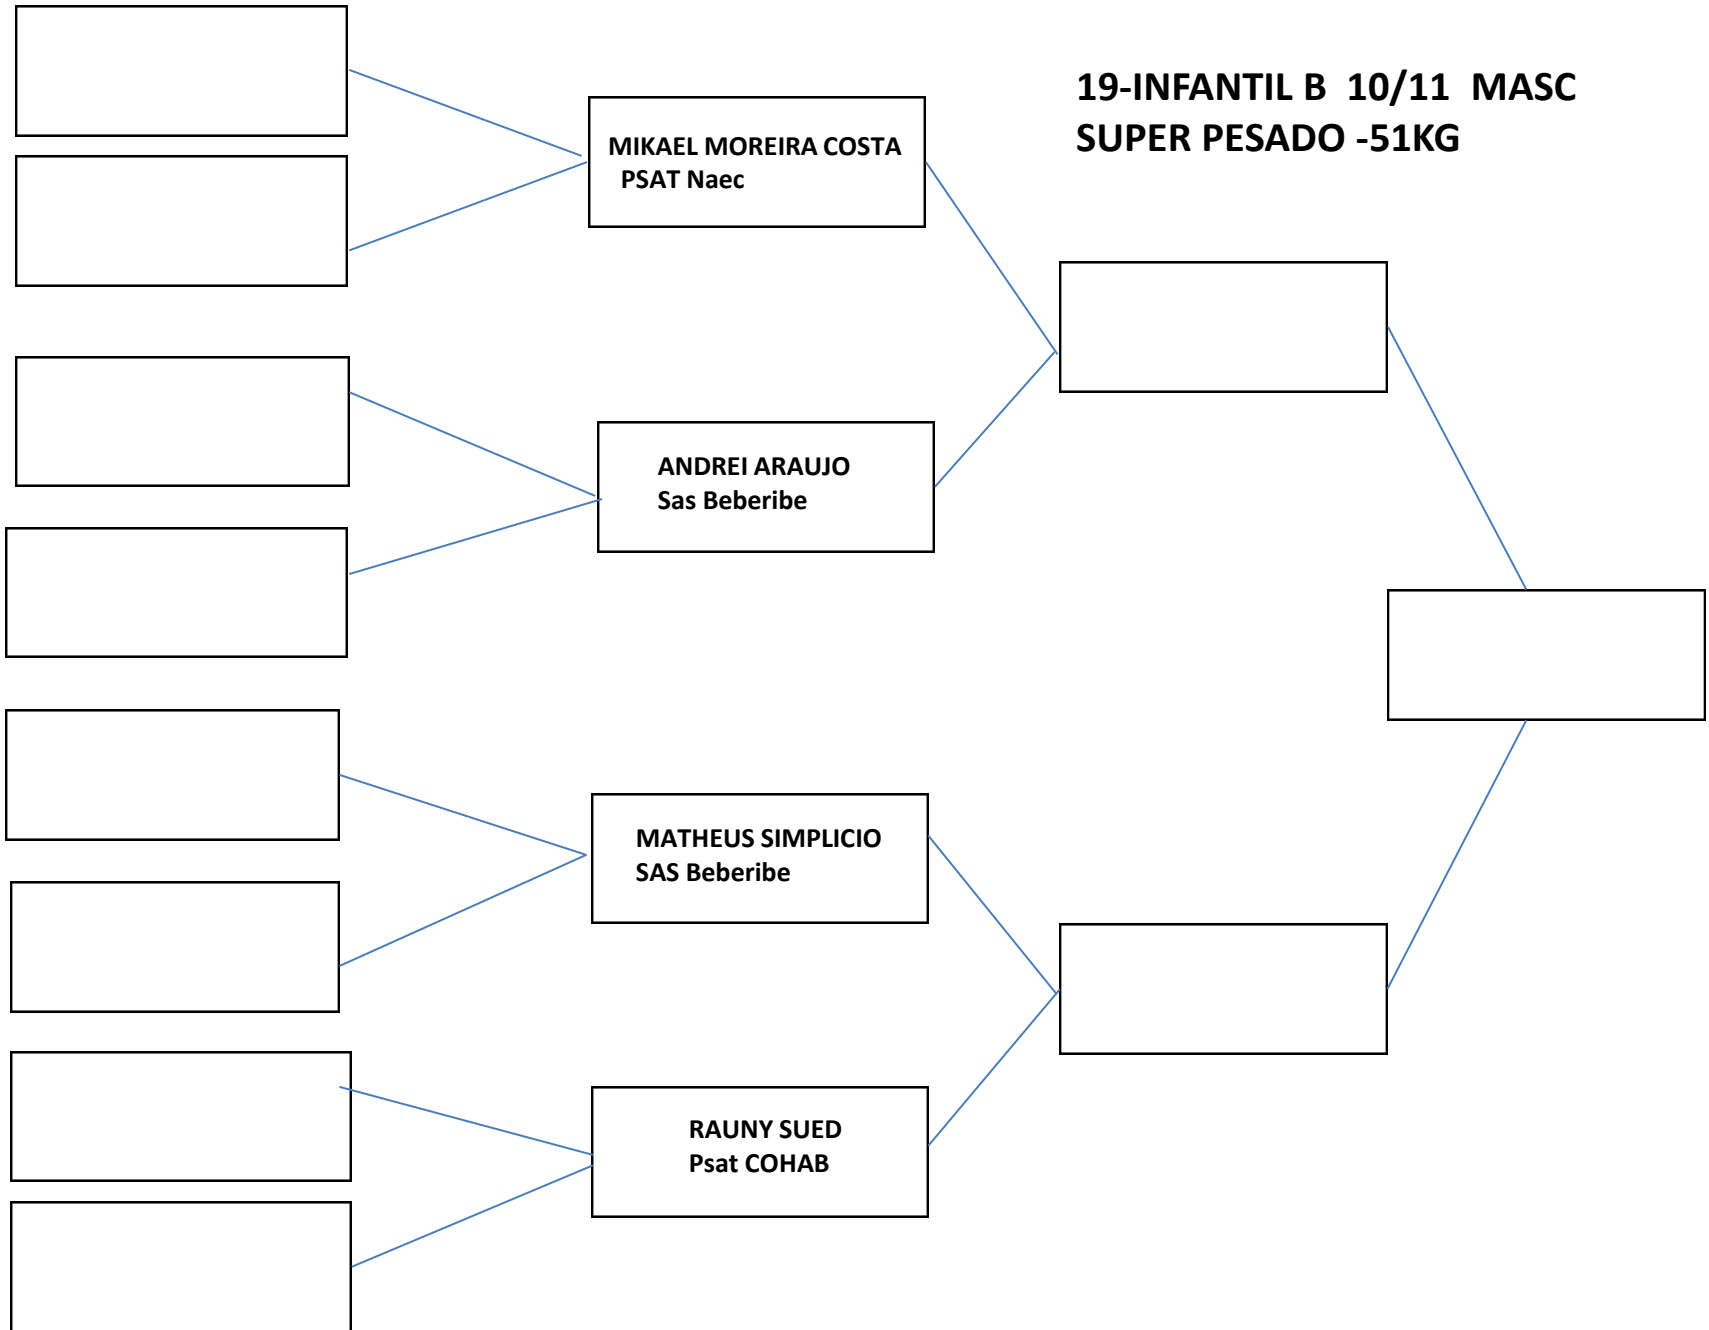 19-INFANTIL B 10/11 MASC
SUPER PESADO -51KG
MIKAEL MOREIRA COSTA
PSAT Naec
ANDREI ARAUJO
Sas Beberibe
MATHEUS SIMPLICIO
SAS Beberibe
RAUNY SUED
Psat COHAB